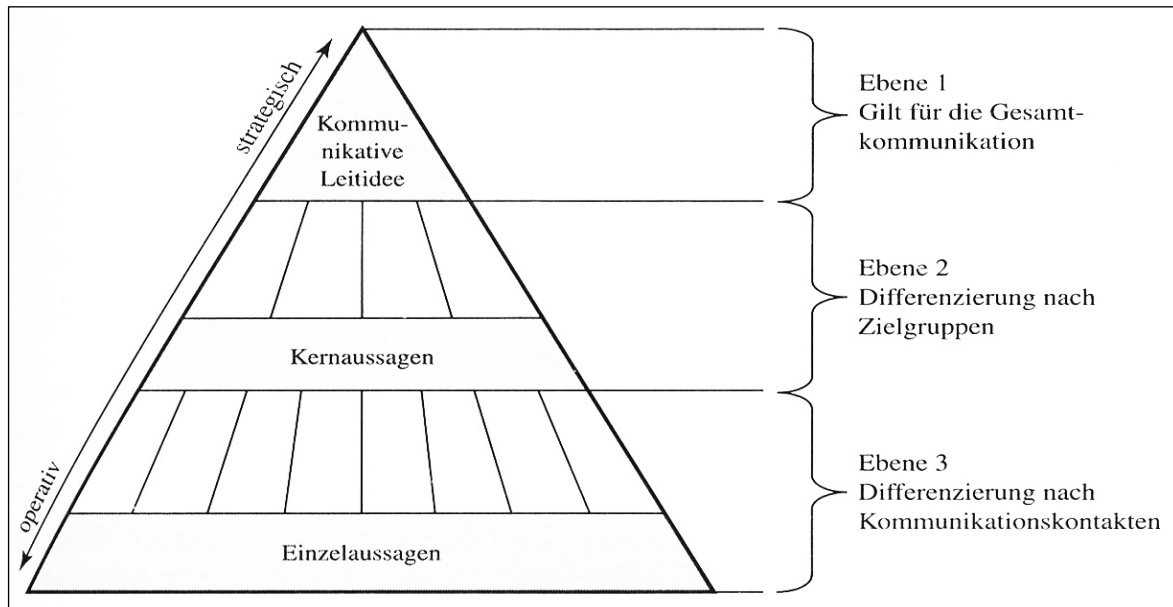 strategisch
operativ
Kommu-
nikative
Leitidee
Kernaussagen
Einzelaussagen
Ebene 1
Gilt für die Gesamt-
kommunikation
Ebene 2
Differenzierung nach
Zielgruppen
Ebene 3
Differenzierung nach
Kommunikationskontakten